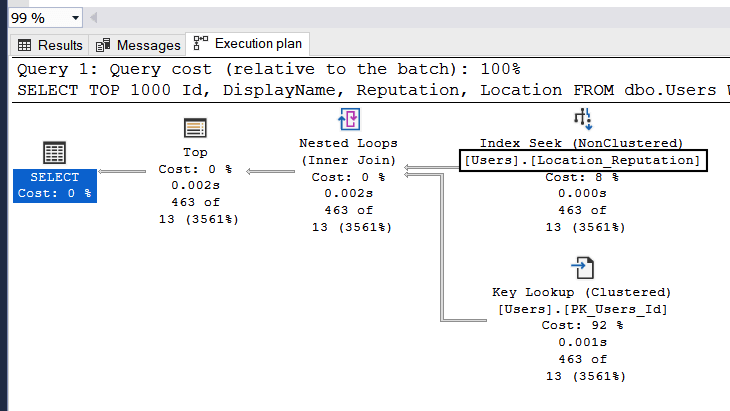 99 %
Results Messages Execution plan
Query 1: Query cost (relative to the batch): 100%
SELECT TOP 1000 Id, DisplayName, Reputation, Location FROM dbo.Users W
SELECT
Cost: 0 %
Top
Cost: 0 %
0.002s
463 of
13 (3561%)
Nested Loops
(Inner Join)
Cost: 0 %
0.002s
463 of
13 (3561%)
Index Seek (NonClustered)
[Users].[Location_Reputation]
Cost: 8 %
0.000s
463 of
13 (3561%)
Key Lookup (Clustered)
[Users].[PK_Users_Id]
Cost: 92 %
0.001s
463 of
13 (3561%)